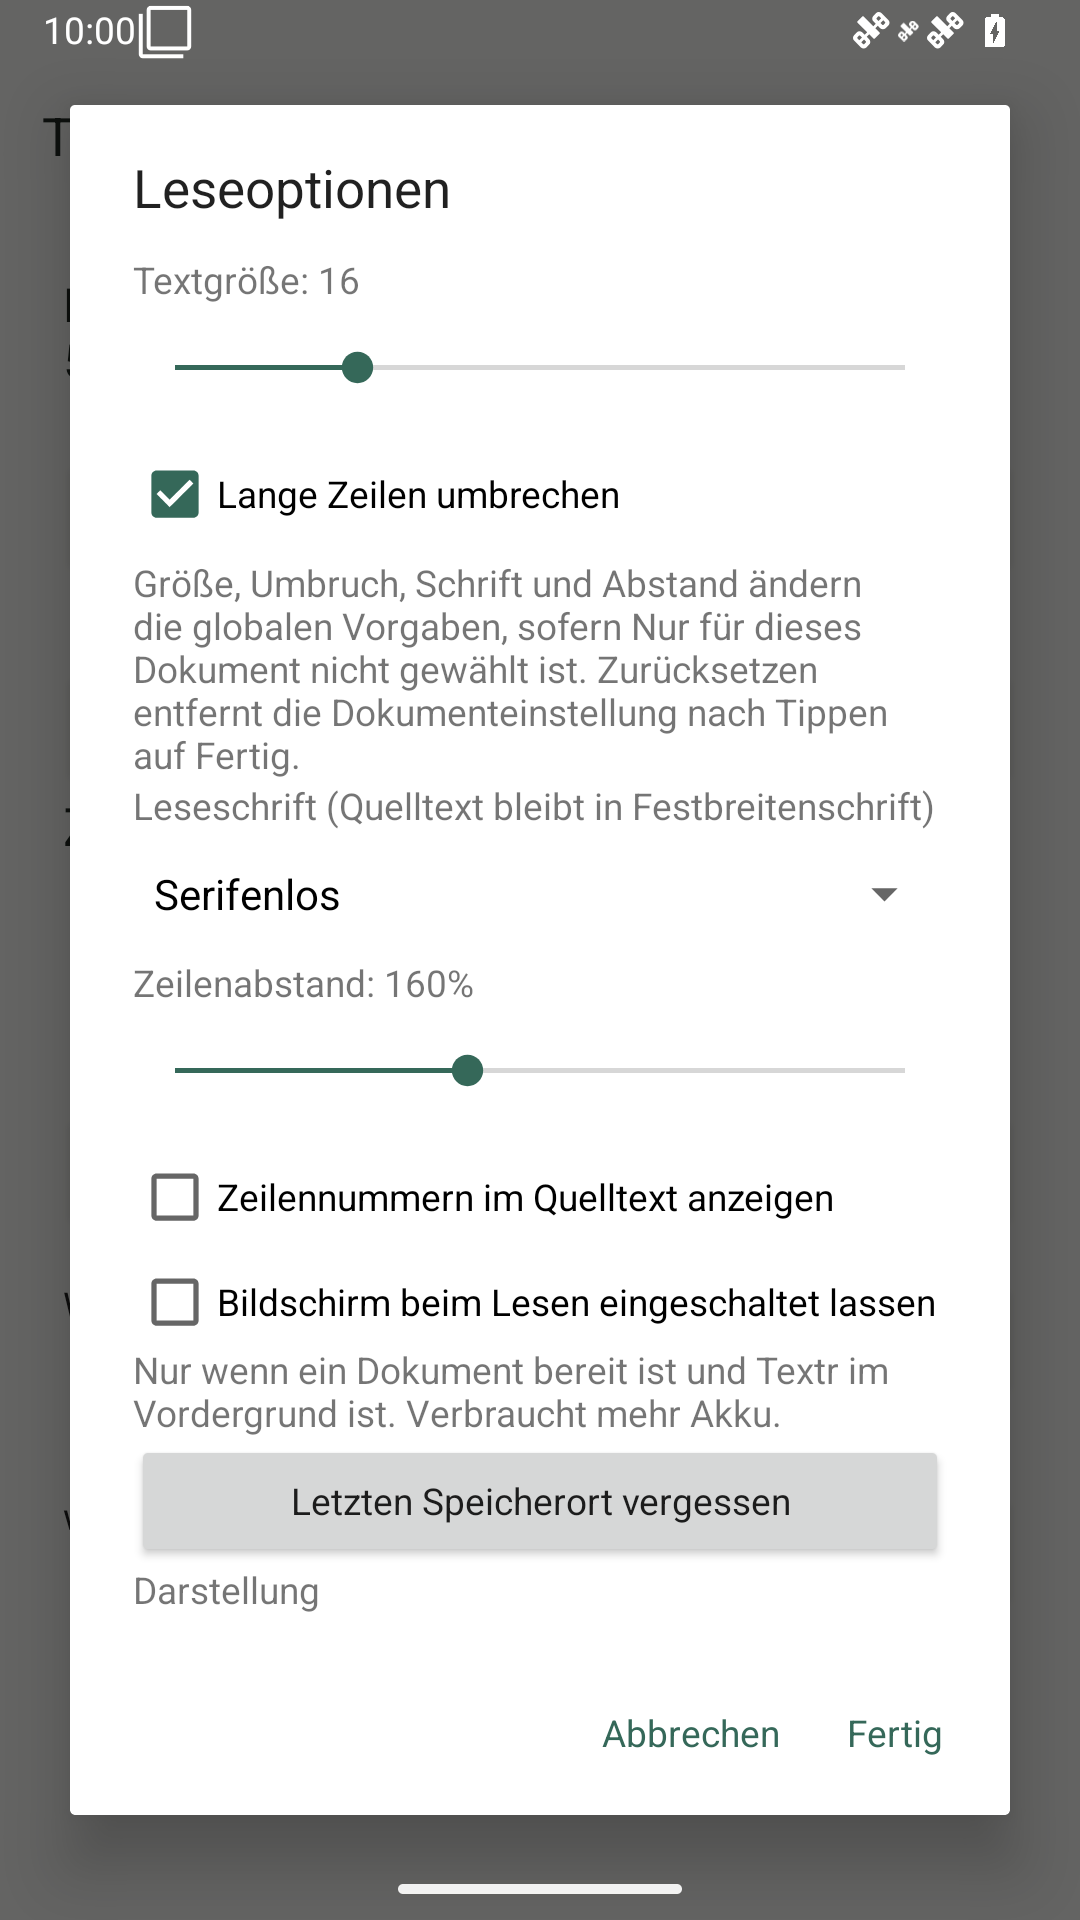 10:00
Leseoptionen
Textgröße: 16
Lange Zeilen umbrechen
Größe, Umbruch, Schrift und Abstand ändern
die globalen Vorgaben, sofern Nur für dieses
Dokument nicht gewählt ist. Zurücksetzen
entfernt die Dokumenteinstellung nach Tippen
auf Fertig.
Leseschrift (Quelltext bleibt in Festbreitenschrift)
Serifenlos
Zeilenabstand: 160%
Zeilennummern im Quelltext anzeigen
Bildschirm beim Lesen eingeschaltet lassen
Nur wenn ein Dokument bereit ist und Textr im
Vordergrund ist. Verbraucht mehr Akku.
Letzten Speicherort vergessen
Darstellung
Abbrechen Fertig